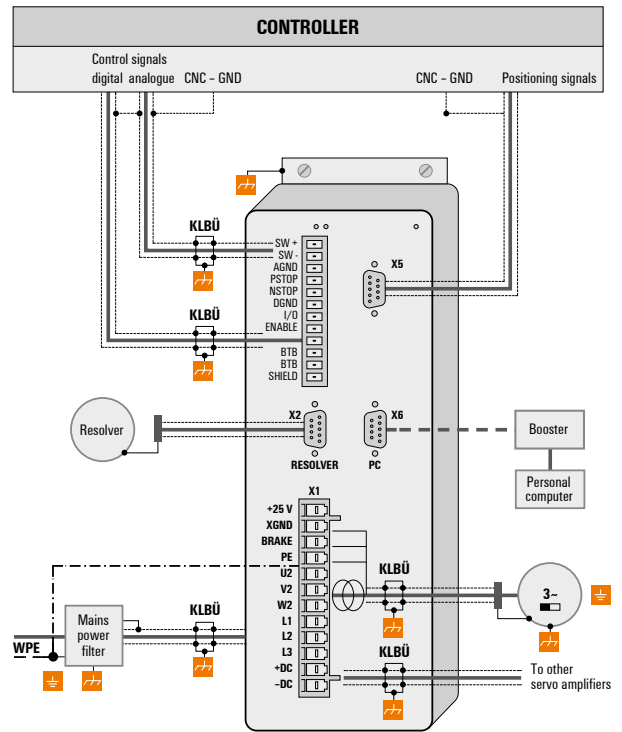 CONTROLLER
Control signals
digital analogue CNC – GND
CNC – GND Positioning signals
KLBÜ
SW +
SW -
AGND
PSTOP
NSTOP
DGND
I/O
ENABLE
BTB
BTB
SHIELD
X5
KLBÜ
Resolver
X2
RESOLVER
X6
PC
Booster
Personal
computer
X1
+25 V
XGND
BRAKE
PE
U2
V2
W2
L1
L2
L3
+DC
–DC
KLBÜ
3~
Mains
power
filter
WPE
KLBÜ
KLBÜ
To other
servo amplifiers